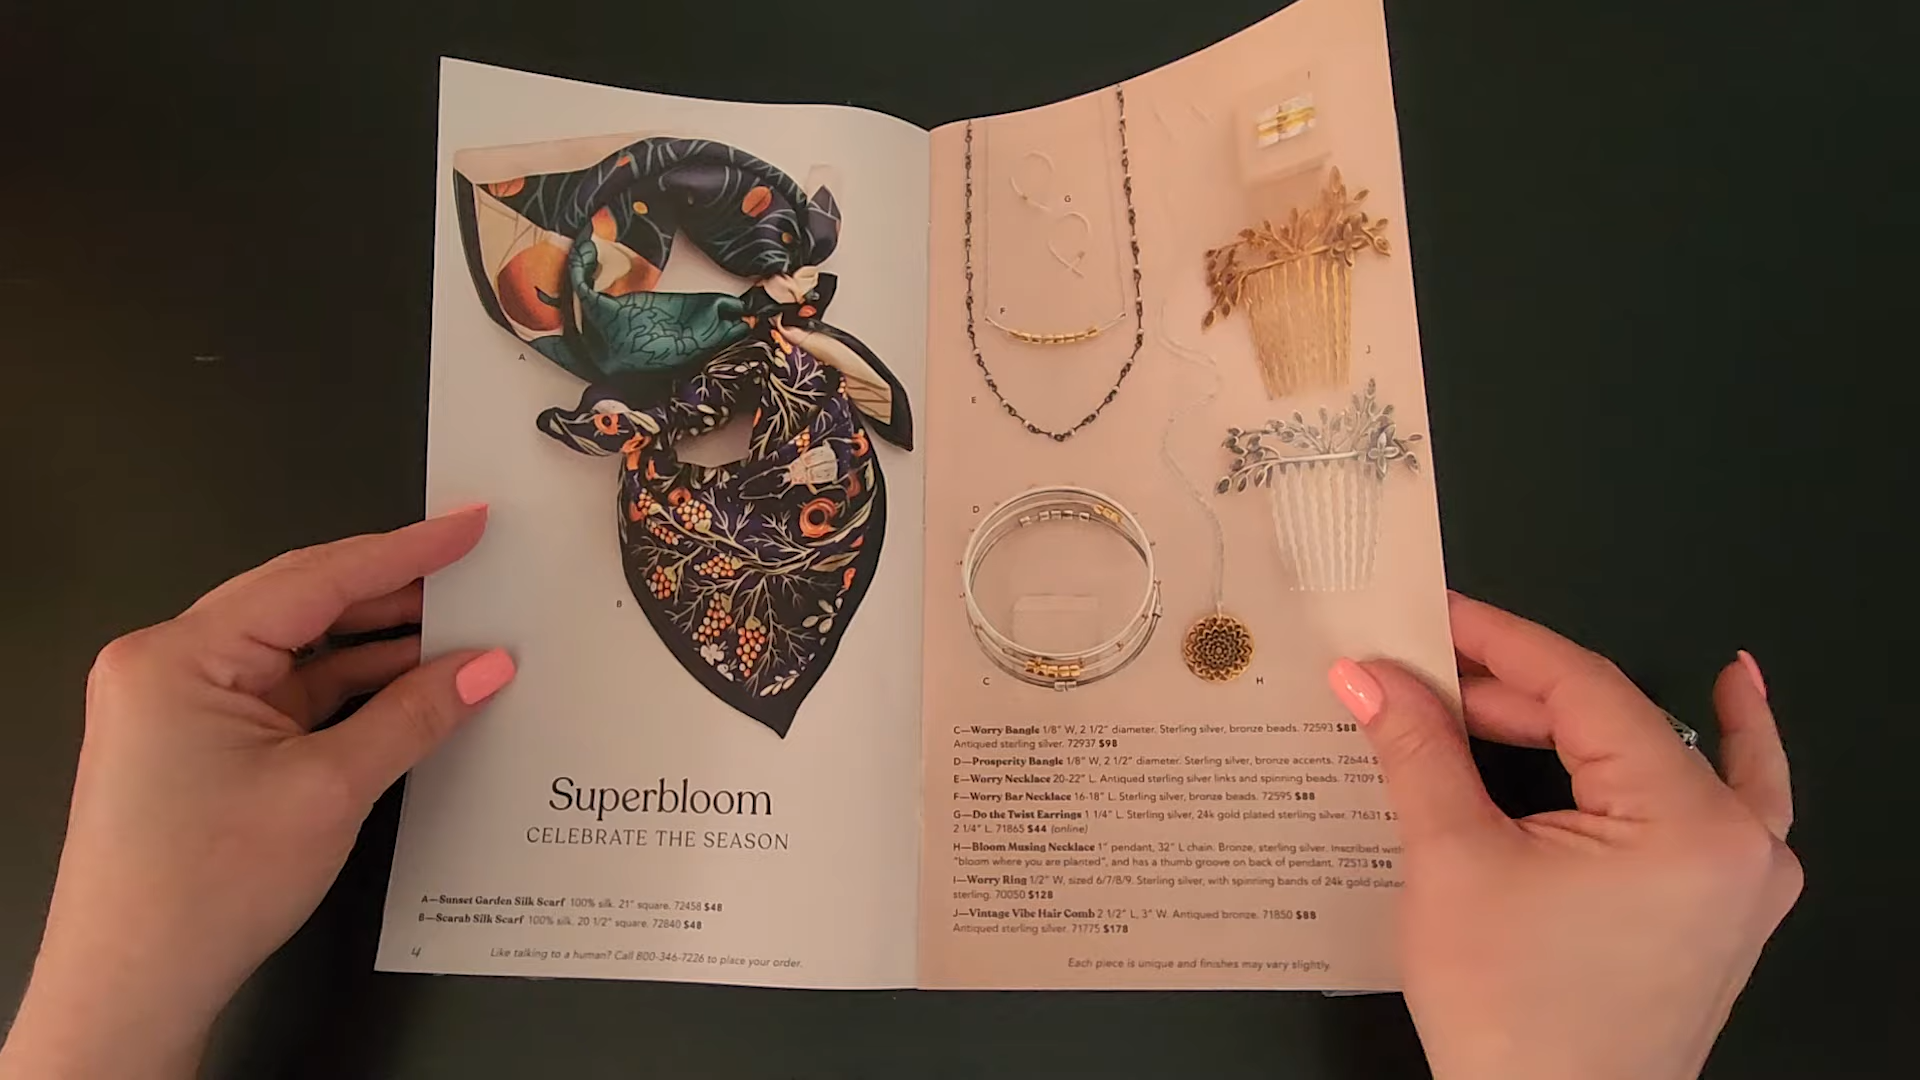 A
B
Superbloom
CELEBRATE THE SEASON
A—Sunset Garden Silk Scarf 100% silk. 21" square. 72458 $48
B—Scarab Silk Scarf 100% silk. 20 1/2" square. 72840 $48
4
Like talking to a human? Call 800-346-7226 to place your order.
I
G
F
J
E
D
C
H
C—Worry Bangle 1/8" W, 2 1/2" diameter. Sterling silver, bronze beads. 72593 $88
Antiqued sterling silver. 72937 $98
D—Prosperity Bangle 1/8" W, 2 1/2" diameter. Sterling silver, bronze accents. 72644 $
E—Worry Necklace 20-22" L. Antiqued sterling silver links and spinning beads. 72109 $
F—Worry Bar Necklace 16-18" L. Sterling silver, bronze beads. 72595 $88
G—Do the Twist Earrings 1 1/4" L. Sterling silver, 24k gold plated sterling silver. 71631 $3
2 1/4" L. 71865 $44 (online)
H—Bloom Musing Necklace 1" pendant, 32" L chain. Bronze, sterling silver. Inscribed with
"bloom where you are planted", and has a thumb groove on back of pendant. 72513 $98
I—Worry Ring 1/2" W, sized 6/7/8/9. Sterling silver, with spinning bands of 24k gold plated
sterling. 70050 $128
J—Vintage Vibe Hair Comb 2 1/2" L, 3" W. Antiqued bronze. 71850 $88
Antiqued sterling silver. 71775 $178
Each piece is unique and finishes may vary slightly.